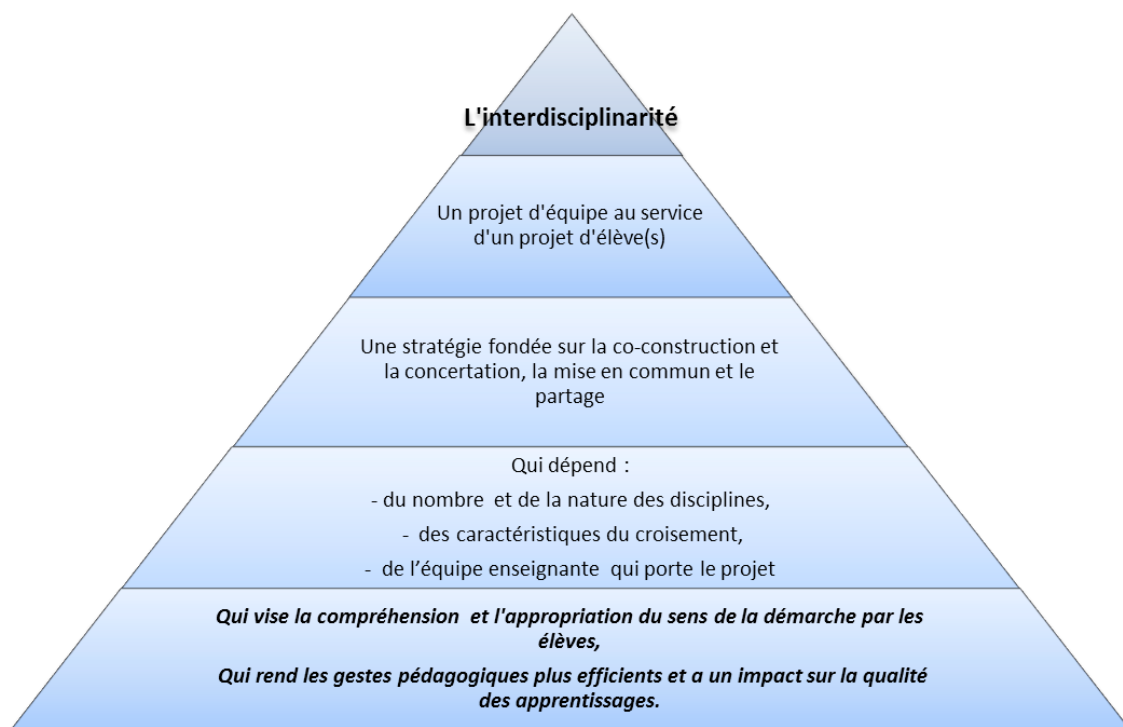 L'interdisciplinarité
Un projet d'équipe au service
d'un projet d'élève(s)
Une stratégie fondée sur la co-construction et
la concertation, la mise en commun et le
partage
Qui dépend :
- du nombre et de la nature des disciplines,
- des caractéristiques du croisement,
- de l’équipe enseignante qui porte le projet
Qui vise la compréhension et l'appropriation du sens de la démarche par les
élèves,
Qui rend les gestes pédagogiques plus efficients et a un impact sur la qualité
des apprentissages.